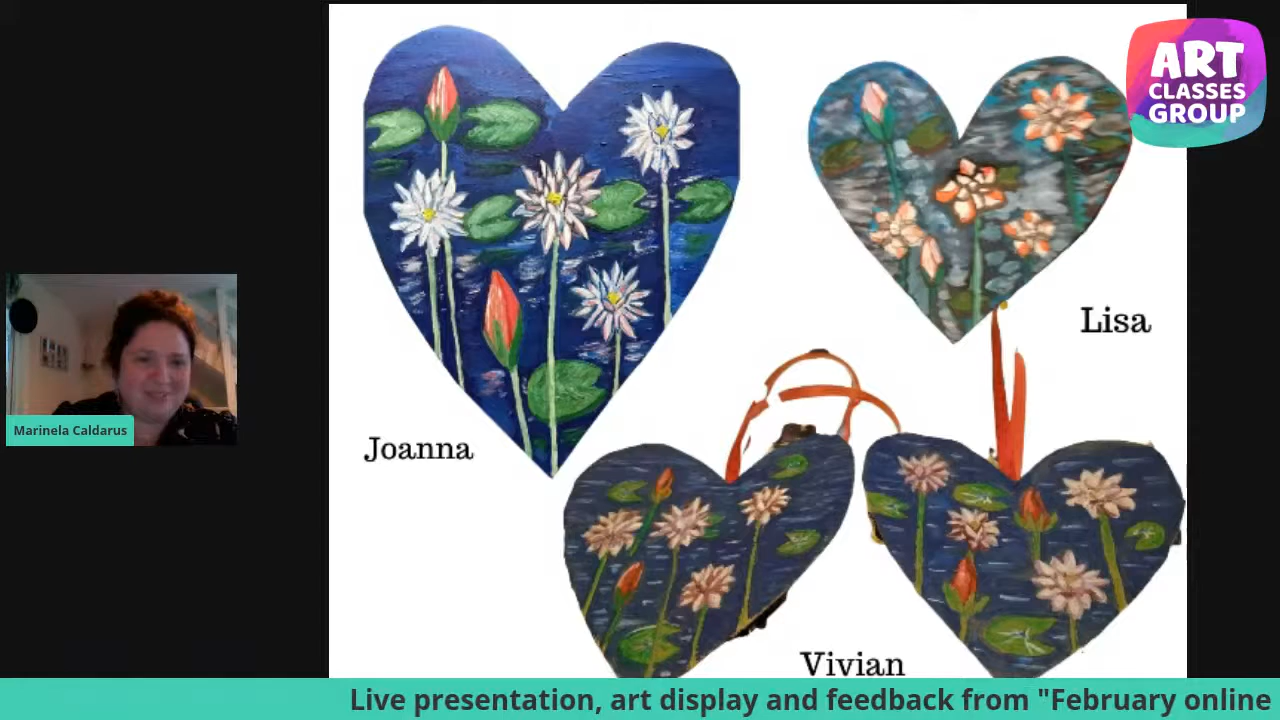 ART
CLASSES
GROUP
Lisa
Marinela Caldarus
Joanna
Vivian
Live presentation, art display and feedback from "February online